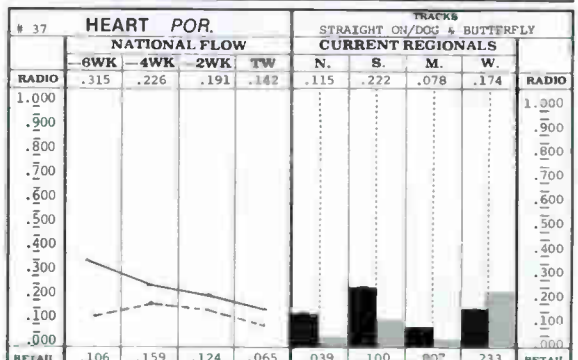 # 37 HEART POR.
TRACKS
STRAIGHT ON/DOG & BUTTERFLY
NATIONAL FLOW CURRENT REGIONALS
-6WK -4WK -2WK TW N. S. M. W.
RADIO .315 .226 .191 .142 .115 .222 .078 .174 RADIO
1.000 1.000
.900 .900
.800 .800
.700 .700
.600 .600
.500 .500
.400 .400
.300 .300
.200 .200
.100 .100
.000 .000
RETAIL .106 .159 .124 .065 .039 .100 .233 RETAIL